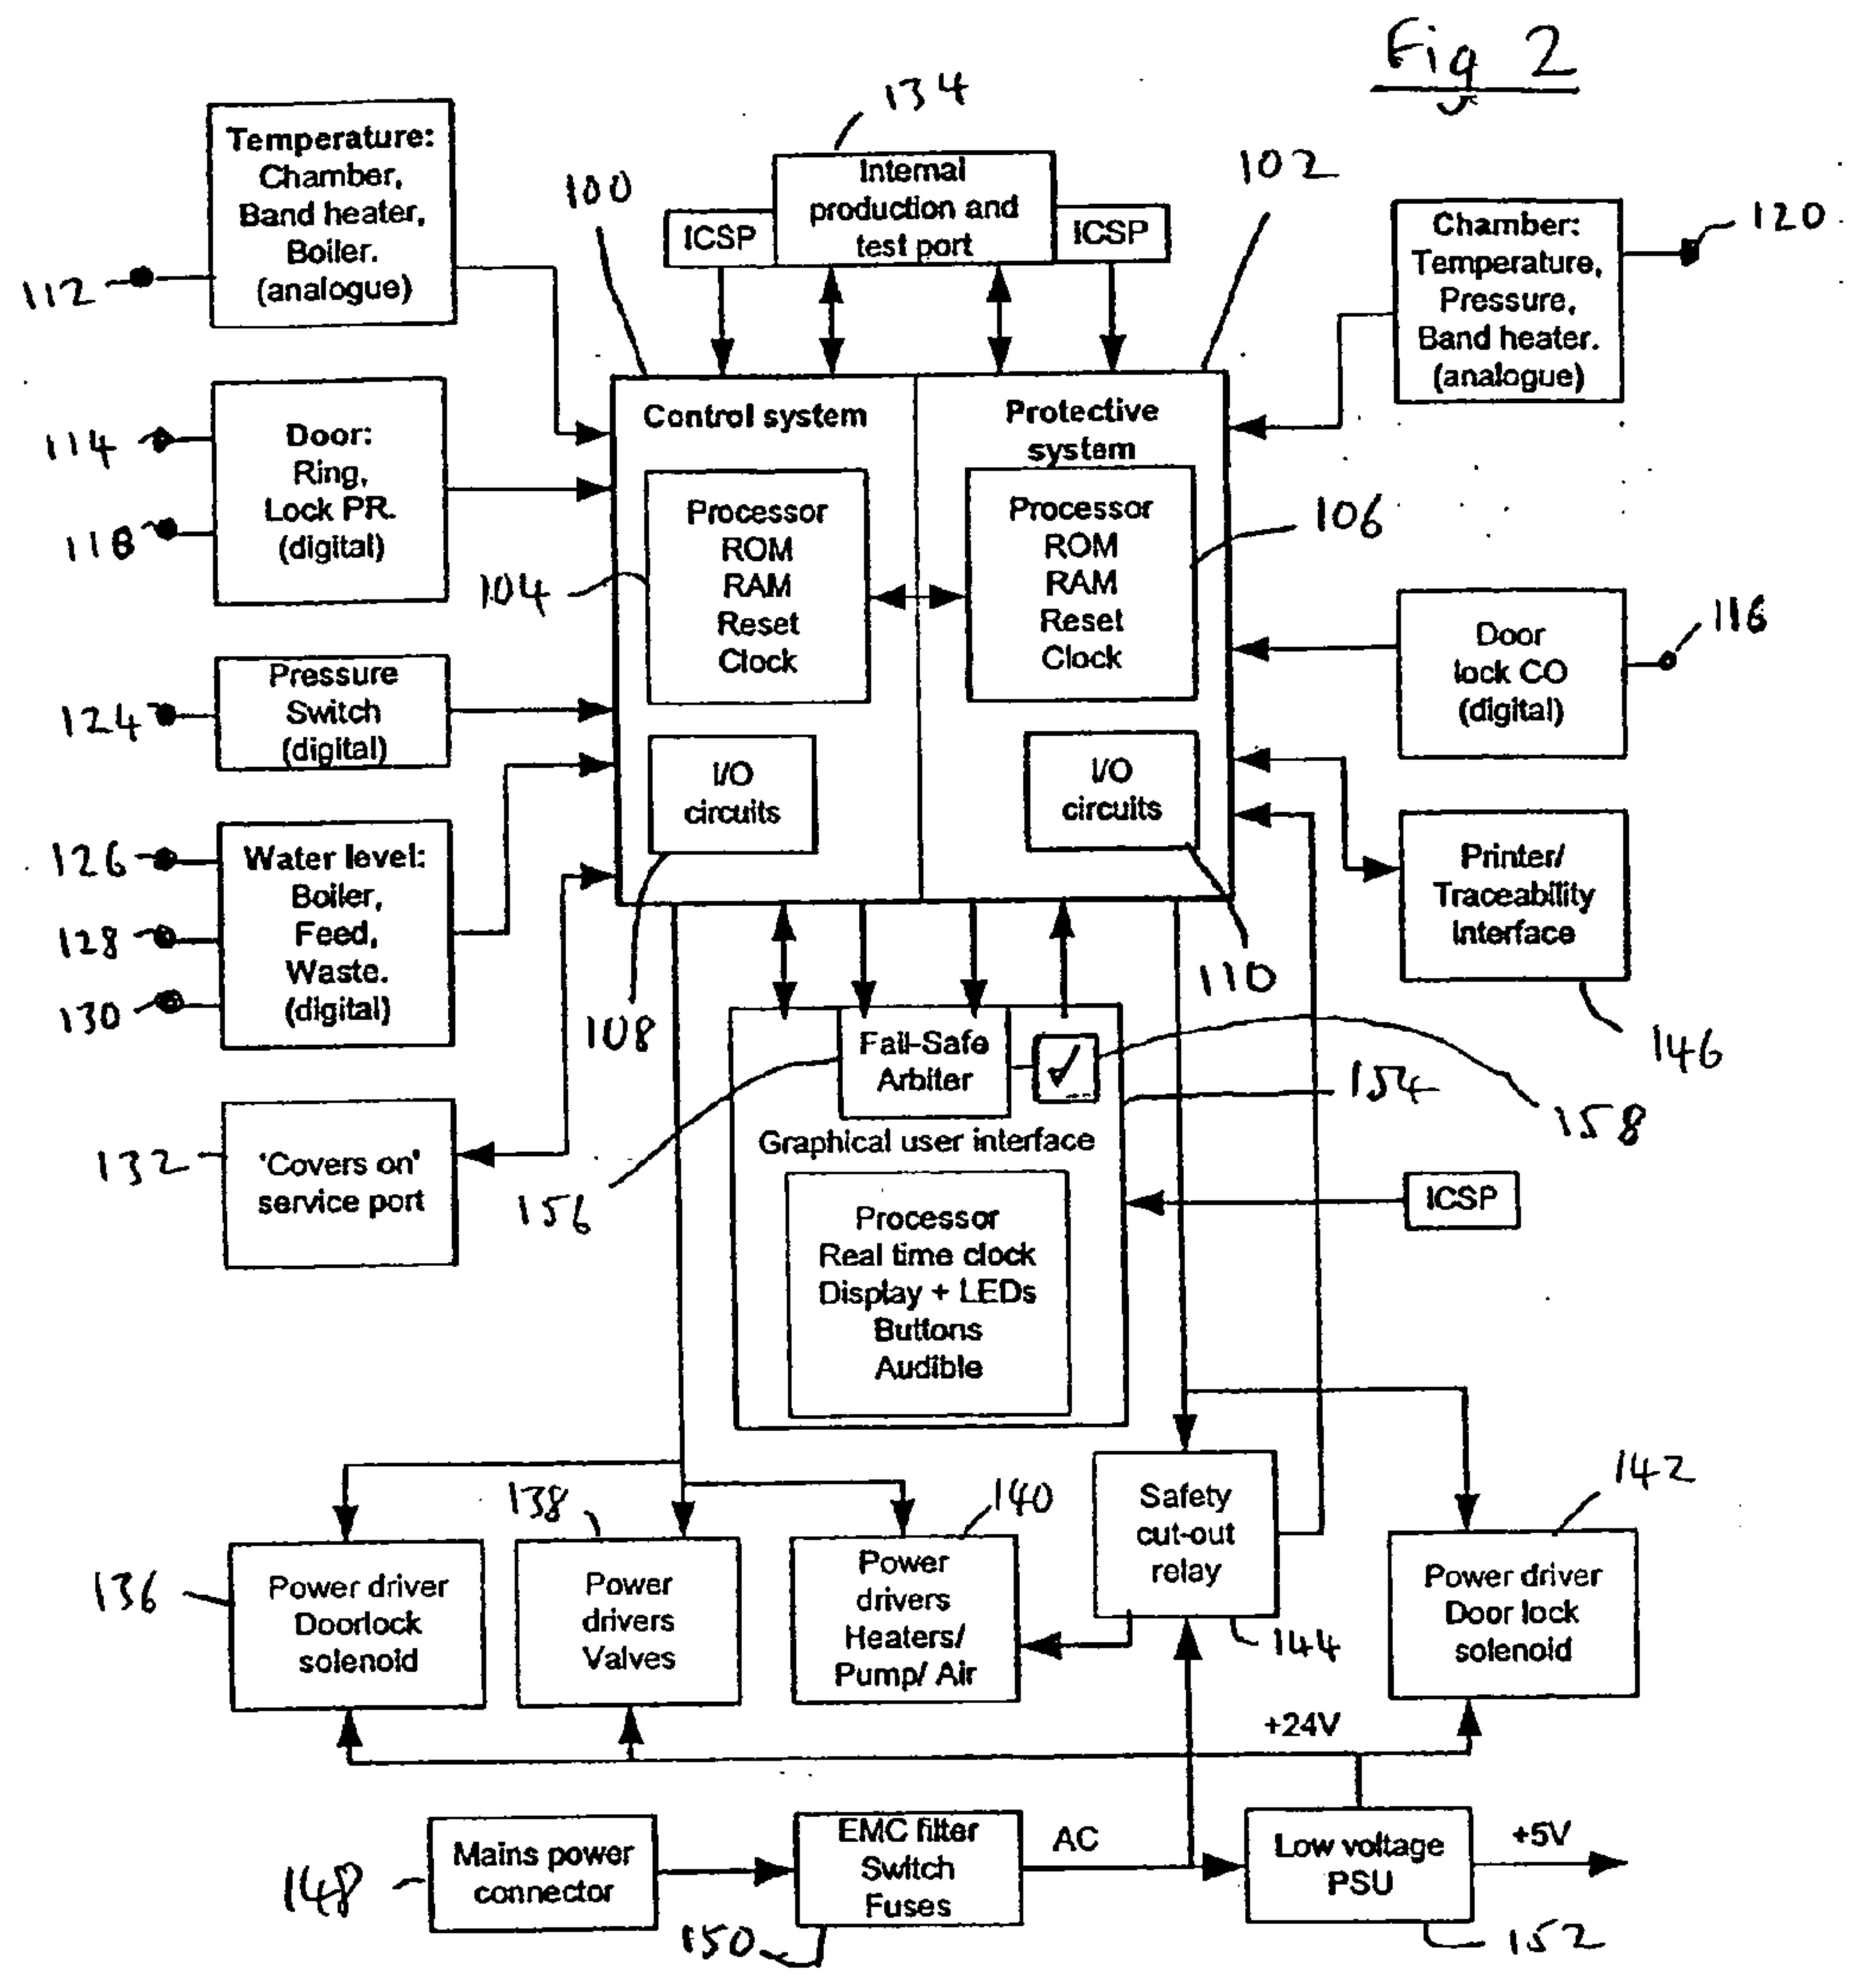 Fig 2
134
Temperature:
Chamber,
Band heater,
Boiler.
(analogue)
112
100
ICSP
Internal
production and
test port
ICSP
102
Chamber:
Temperature,
Pressure,
Band heater.
(analogue)
120
114
118
Door:
Ring,
Lock PR.
(digital)
Control system
Processor
ROM
RAM
Reset
Clock
104
I/O
circuits
108
Protective
system
Processor
ROM
RAM
Reset
Clock
106
I/O
circuits
110
Door
lock CO
(digital)
116
124
Pressure
Switch
(digital)
126
128
130
Water level:
Boiler,
Feed,
Waste.
(digital)
Printer/
Traceability
Interface
146
132
'Covers on'
service port
Fail-Safe
Arbiter
156
✓
154
158
Graphical user interface
Processor
Real time clock
Display + LEDs
Buttons
Audible
ICSP
136
Power driver
Doorlock
solenoid
138
Power
drivers
Valves
140
Power
drivers
Heaters/
Pump/ Air
Safety
cut-out
relay
144
142
Power driver
Door lock
solenoid
+24V
148
Mains power
connector
EMC filter
Switch
Fuses
150
AC
Low voltage
PSU
152
+5V